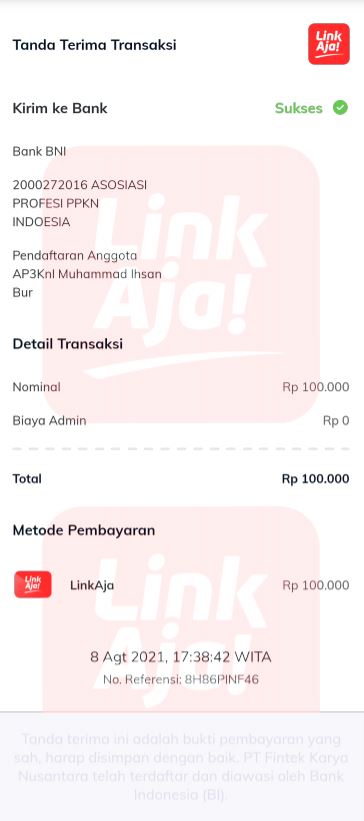 Tanda Terima Transaksi
Link
Aja!
Kirim ke Bank
Sukses
Bank BNI
2000272016 ASOSIASI
PROFESI PPKN
INDOESIA
Pendaftaran Anggota
AP3KnI Muhammad Ihsan
Bur
Link
Aja!
Detail Transaksi
Nominal
Rp 100.000
Biaya Admin
Rp 0
Total
Rp 100.000
Metode Pembayaran
Link
Aja!
LinkAja
Rp 100.000
Link
Aja!
8 Agt 2021, 17:38:42 WITA
No. Referensi: 8H86PINF46
Tanda terima ini adalah bukti pembayaran yang
sah, harap disimpan dengan baik. PT Fintek Karya
Nusantara telah terdaftar dan diawasi oleh Bank
Indonesia (BI).